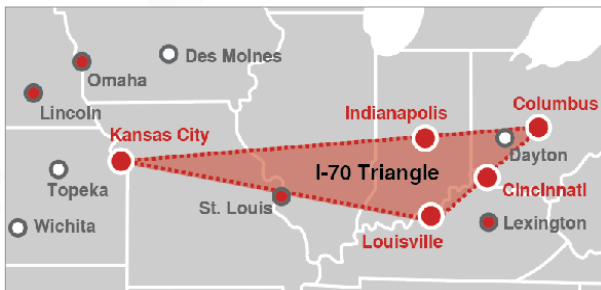 Des Moines
Omaha
Lincoln
Indianapolis
Columbus
Kansas City
Dayton
I-70 Triangle
Topeka
Cincinnati
St. Louis
Wichita
Louisville
Lexington